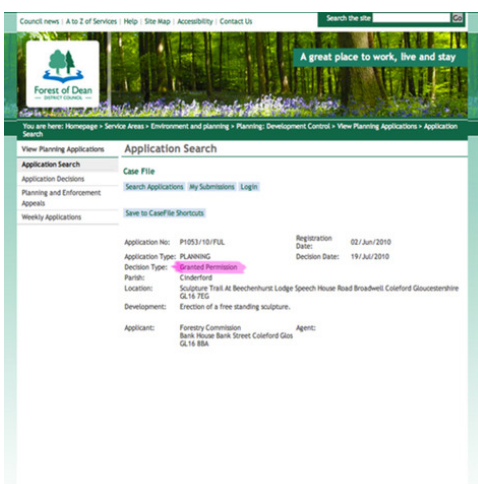 Council news | A to Z of Services | Help | Site Map | Accessibility | Contact Us
Search the site
Go
A great place to work, live and stay
Forest of Dean
DISTRICT COUNCIL
You are here: Homepage > Service Areas > Environment and planning > Planning: Development Control > View Planning Applications > Application
Search
View Planning Applications
Application Search
Application Decisions
Planning and Enforcement
Appeals
Weekly Applications
Application Search
Case File
Search Applications My Submissions Login
Save to CaseFile Shortcuts
Application No: P1053/10/FUL Registration Date: 02/Jun/2010
Application Type: PLANNING Decision Date: 19/Jul/2010
Decision Type: Granted Permission
Parish: Cinderford
Location: Sculpture Trail At Beechenhurst Lodge Speech House Road Broadwell Coleford Gloucestershire
GL16 7EG
Development: Erection of a free standing sculpture.
Applicant: Forestry Commission Agent:
Bank House Bank Street Coleford Glos
GL16 8BA